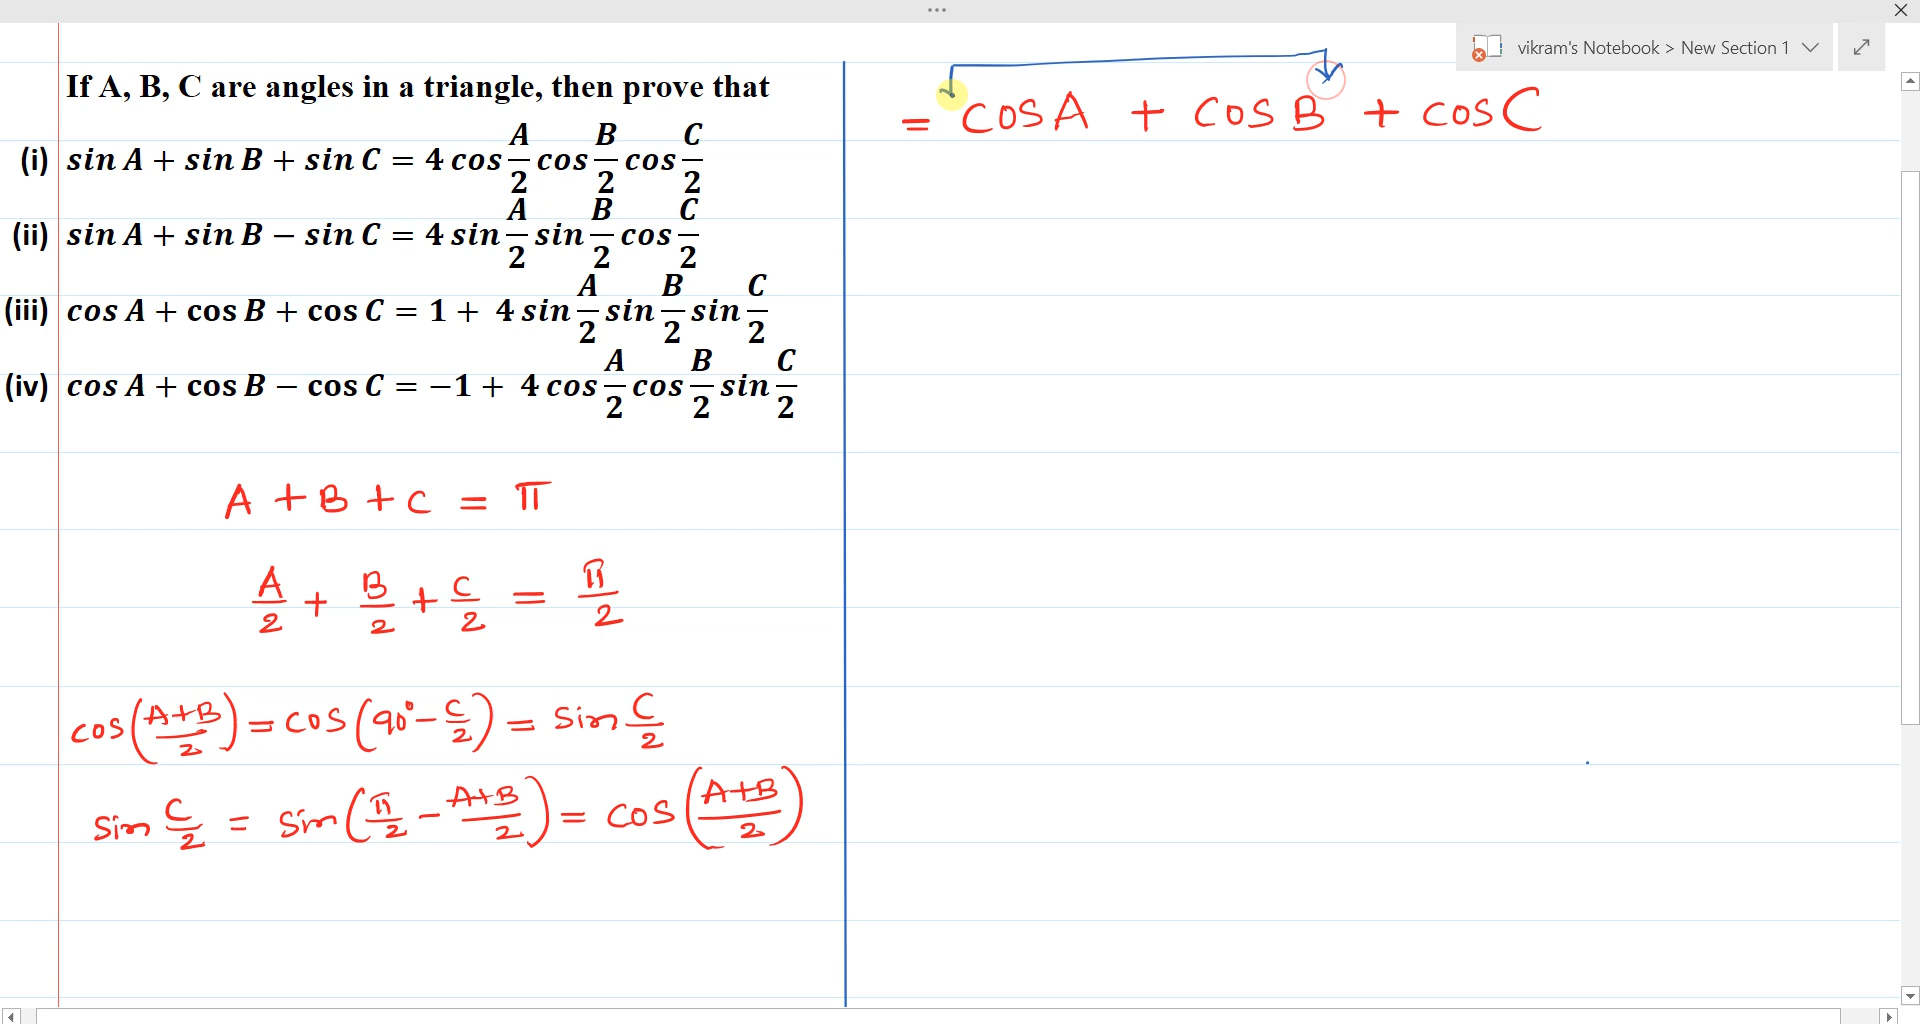 vikram's Notebook > New Section 1
If A, B, C are angles in a triangle, then prove that
(i) sin A + sin B + sin C = 4 cos A/2 cos B/2 cos C/2
(ii) sin A + sin B − sin C = 4 sin A/2 sin B/2 cos C/2
(iii) cos A + cos B + cos C = 1 + 4 sin A/2 sin B/2 sin C/2
(iv) cos A + cos B − cos C = −1 + 4 cos A/2 cos B/2 sin C/2
A + B + C = π
A/2 + B/2 + C/2 = π/2
cos(A+B/2) = cos(90° − C/2) = sin C/2
sin C/2 = sin(π/2 − A+B/2) = cos(A+B/2)
= cos A + cos B + cos C